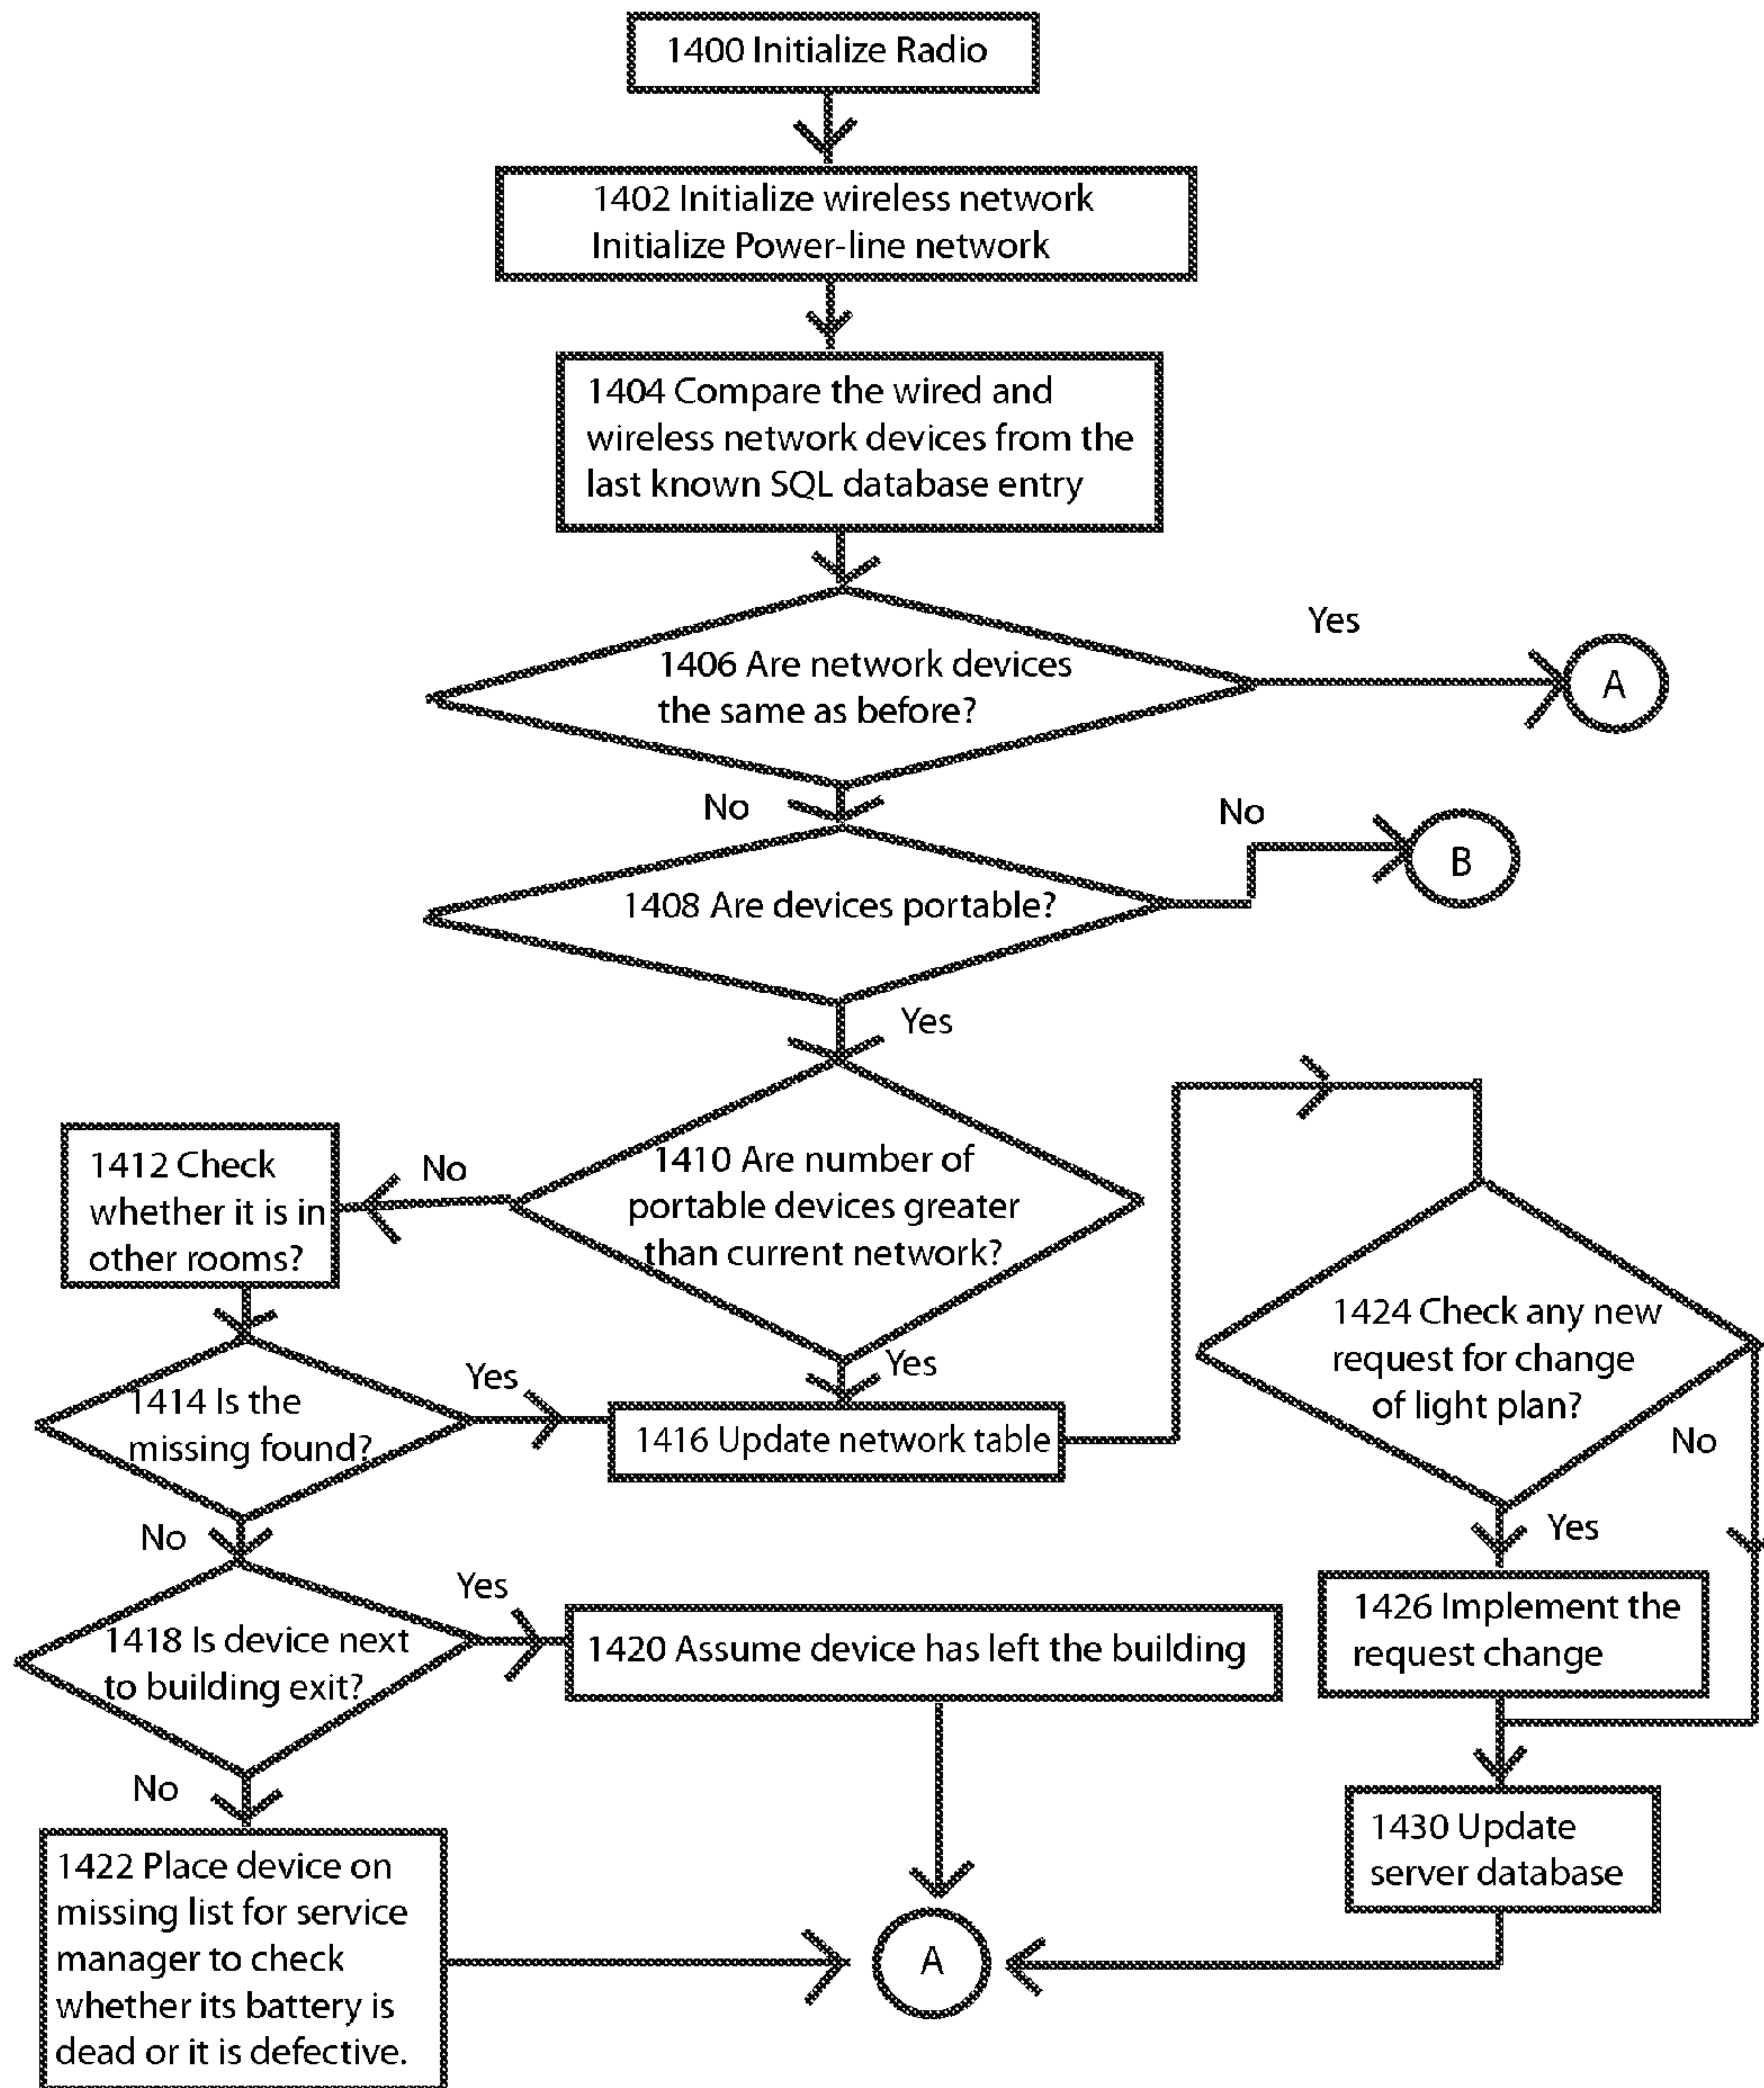 1400 Initialize Radio
1402 Initialize wireless network
Initialize Power-line network
1404 Compare the wired and
wireless network devices from the
last known SQL database entry
Yes
1406 Are network devices
the same as before?
A
No
No
B
1408 Are devices portable?
Yes
1412 Check
whether it is in
other rooms?
No
1410 Are number of
portable devices greater
than current network?
1424 Check any new
request for change
of light plan?
Yes
Yes
1414 Is the
missing found?
1416 Update network table
No
No
Yes
Yes
1418 Is device next
to building exit?
1420 Assume device has left the building
1426 Implement the
request change
No
1430 Update
server database
1422 Place device on
missing list for service
manager to check
whether its battery is
dead or it is defective.
A